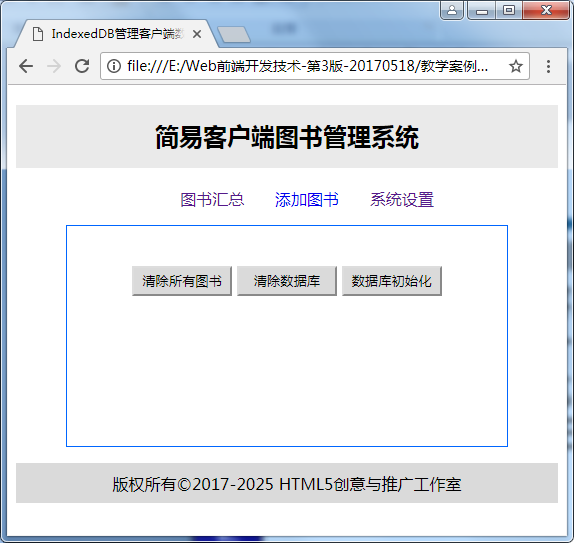 IndexedDB管理客户端数
file:///E:/Web前端开发技术-第3版-20170518/教学案例...
简易客户端图书管理系统
图书汇总 添加图书 系统设置
清除所有图书 清除数据库 数据库初始化
版权所有©2017-2025 HTML5创意与推广工作室